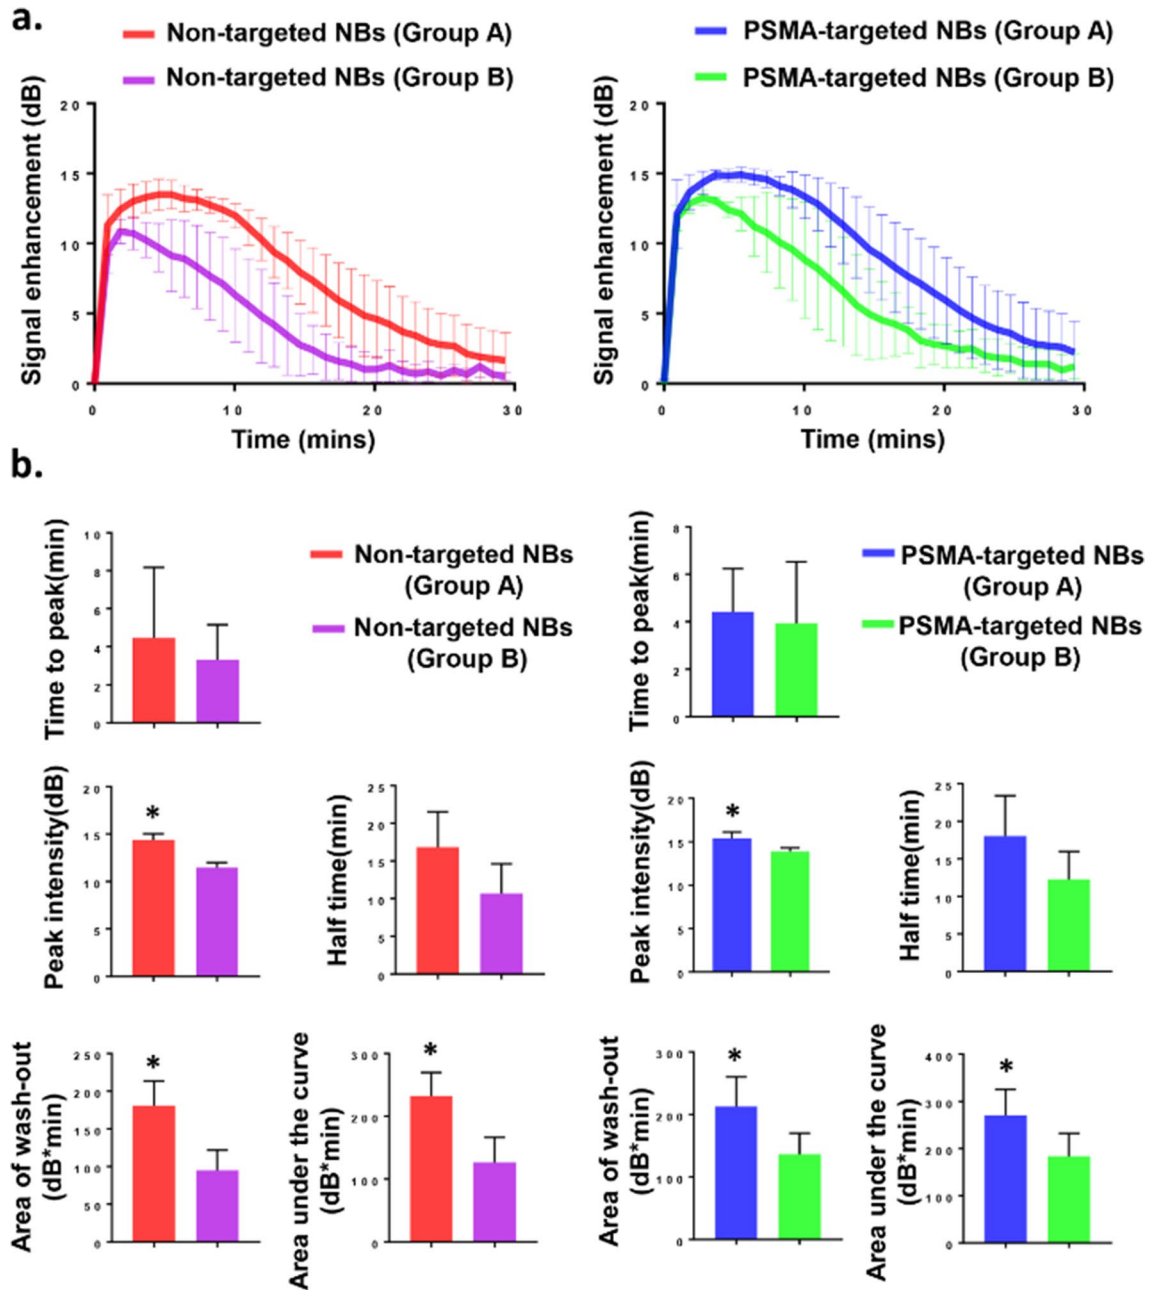 a.
Non-targeted NBs (Group A)
Non-targeted NBs (Group B)
Signal enhancement (dB)
20
15
10
5
0
0 10 20 30
Time (mins)
PSMA-targeted NBs (Group A)
PSMA-targeted NBs (Group B)
Signal enhancement (dB)
20
15
10
5
0
0 10 20 30
Time (mins)
b.
Time to peak(min)
10
8
6
4
2
0
Non-targeted NBs
(Group A)
Non-targeted NBs
(Group B)
Time to peak(min)
8
6
4
2
0
PSMA-targeted NBs
(Group A)
PSMA-targeted NBs
(Group B)
Peak intensity(dB)
20
15
10
5
0
*
Half time(min)
25
20
15
10
5
0
Peak intensity(dB)
20
15
10
5
0
*
Half time(min)
25
20
15
10
5
0
Area of wash-out
(dB*min)
250
200
150
100
50
0
*
Area under the curve
(dB*min)
300
200
100
0
*
Area of wash-out
(dB*min)
300
200
100
0
*
Area under the curve
(dB*min)
400
300
200
100
0
*